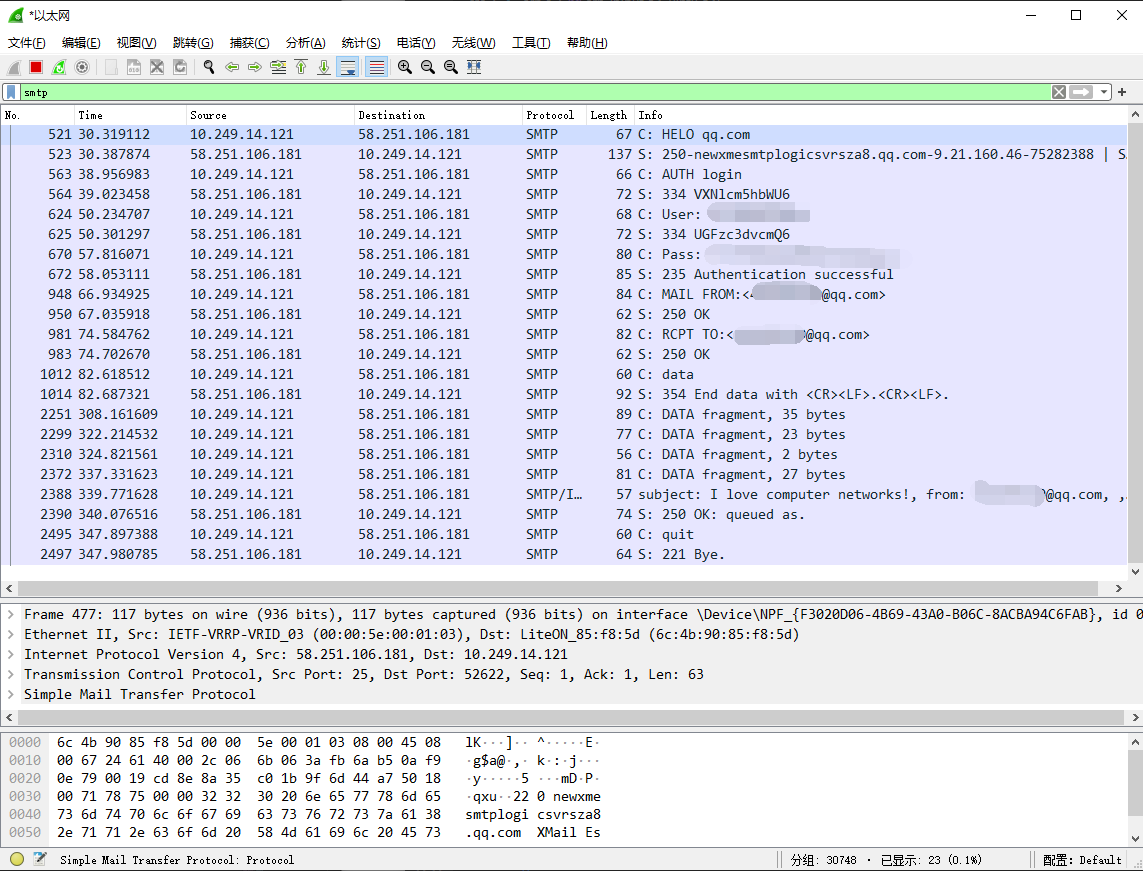 *以太网
文件(F) 编辑(E) 视图(V) 跳转(G) 捕获(C) 分析(A) 统计(S) 电话(Y) 无线(W) 工具(T) 帮助(H)
smtp
No. Time Source Destination Protocol Length Info
521 30.319112 10.249.14.121 58.251.106.181 SMTP 67 C: HELO qq.com
523 30.387874 58.251.106.181 10.249.14.121 SMTP 137 S: 250-newxmesmtplogicsvrsza8.qq.com-9.21.160.46-75282388 | S
563 38.956983 10.249.14.121 58.251.106.181 SMTP 66 C: AUTH login
564 39.023458 58.251.106.181 10.249.14.121 SMTP 72 S: 334 VXNlcm5hbWU6
624 50.234707 10.249.14.121 58.251.106.181 SMTP 68 C: User:
625 50.301297 58.251.106.181 10.249.14.121 SMTP 72 S: 334 UGFzc3dvcmQ6
670 57.816071 10.249.14.121 58.251.106.181 SMTP 80 C: Pass:
672 58.053111 58.251.106.181 10.249.14.121 SMTP 85 S: 235 Authentication successful
948 66.934925 10.249.14.121 58.251.106.181 SMTP 84 C: MAIL FROM:< @qq.com>
950 67.035918 58.251.106.181 10.249.14.121 SMTP 62 S: 250 OK
981 74.584762 10.249.14.121 58.251.106.181 SMTP 82 C: RCPT TO:< @qq.com>
983 74.702670 58.251.106.181 10.249.14.121 SMTP 62 S: 250 OK
1012 82.618512 10.249.14.121 58.251.106.181 SMTP 60 C: data
1014 82.687321 58.251.106.181 10.249.14.121 SMTP 92 S: 354 End data with <CR><LF>.<CR><LF>.
2251 308.161609 10.249.14.121 58.251.106.181 SMTP 89 C: DATA fragment, 35 bytes
2299 322.214532 10.249.14.121 58.251.106.181 SMTP 77 C: DATA fragment, 23 bytes
2310 324.821561 10.249.14.121 58.251.106.181 SMTP 56 C: DATA fragment, 2 bytes
2372 337.331623 10.249.14.121 58.251.106.181 SMTP 81 C: DATA fragment, 27 bytes
2388 339.771628 10.249.14.121 58.251.106.181 SMTP/I… 57 subject: I love computer networks!, from: @qq.com, ,
2390 340.076516 58.251.106.181 10.249.14.121 SMTP 74 S: 250 OK: queued as.
2495 347.897388 10.249.14.121 58.251.106.181 SMTP 60 C: quit
2497 347.980785 58.251.106.181 10.249.14.121 SMTP 64 S: 221 Bye.
Frame 477: 117 bytes on wire (936 bits), 117 bytes captured (936 bits) on interface \Device\NPF_{F3020D06-4B69-43A0-B06C-8ACBA94C6FAB}, id 0
Ethernet II, Src: IETF-VRRP-VRID_03 (00:00:5e:00:01:03), Dst: LiteON_85:f8:5d (6c:4b:90:85:f8:5d)
Internet Protocol Version 4, Src: 58.251.106.181, Dst: 10.249.14.121
Transmission Control Protocol, Src Port: 25, Dst Port: 52622, Seq: 1, Ack: 1, Len: 63
Simple Mail Transfer Protocol
0000 6c 4b 90 85 f8 5d 00 00 5e 00 01 03 08 00 45 08 lK···]·· ^·····E·
0010 00 67 24 61 40 00 2c 06 6b 06 3a fb 6a b5 0a f9 ·g$a@·,· k·:·j···
0020 0e 79 00 19 cd 8e 8a 35 c0 1b 9f 6d 44 a7 50 18 ·y·····5 ···mD·P·
0030 00 71 78 75 00 00 32 32 30 20 6e 65 77 78 6d 65 ·qxu··22 0 newxme
0040 73 6d 74 70 6c 6f 67 69 63 73 76 72 73 7a 61 38 smtplogi csvrsza8
0050 2e 71 71 2e 63 6f 6d 20 58 4d 61 69 6c 20 45 73 .qq.com XMail Es
Simple Mail Transfer Protocol: Protocol 分组: 30748 · 已显示: 23 (0.1%) 配置: Default